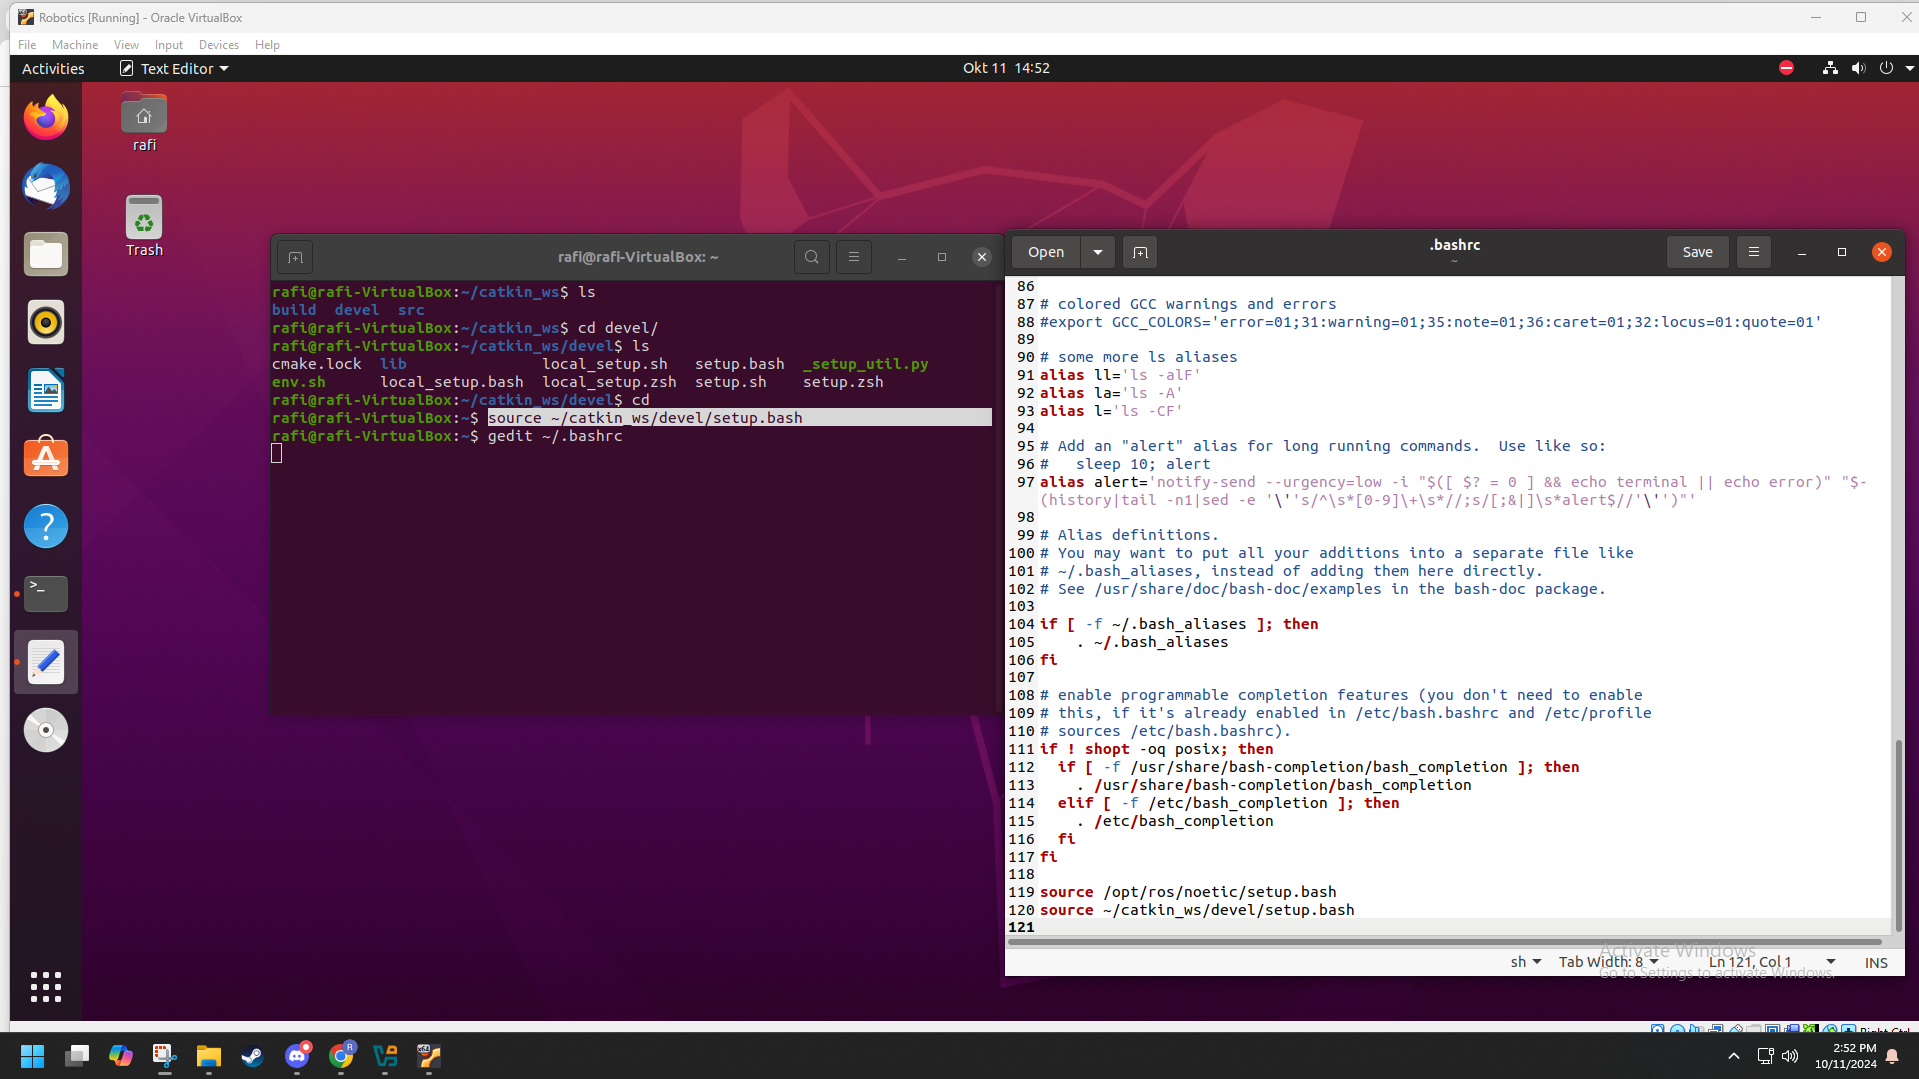 Robotics [Running] - Oracle VirtualBox
File Machine View Input Devices Help
Activities Text Editor Okt 11 14:52
rafi
Trash
rafi@rafi-VirtualBox: ~
rafi@rafi-VirtualBox:~/catkin_ws$ ls
build devel src
rafi@rafi-VirtualBox:~/catkin_ws$ cd devel/
rafi@rafi-VirtualBox:~/catkin_ws/devel$ ls
cmake.lock lib local_setup.sh setup.bash _setup_util.py
env.sh local_setup.bash local_setup.zsh setup.sh setup.zsh
rafi@rafi-VirtualBox:~/catkin_ws/devel$ cd
rafi@rafi-VirtualBox:~$ source ~/catkin_ws/devel/setup.bash
rafi@rafi-VirtualBox:~$ gedit ~/.bashrc
Open .bashrc Save
~
86
87 # colored GCC warnings and errors
88 #export GCC_COLORS='error=01;31:warning=01;35:note=01;36:caret=01;32:locus=01:quote=01'
89
90 # some more ls aliases
91 alias ll='ls -alF'
92 alias la='ls -A'
93 alias l='ls -CF'
94
95 # Add an "alert" alias for long running commands.  Use like so:
96 #   sleep 10; alert
97 alias alert='notify-send --urgency=low -i "$([ $? = 0 ] && echo terminal || echo error)" "$-
(history|tail -n1|sed -e '\''s/^\s*[0-9]\+\s*//;s/[;&|]\s*alert$//'\'')"'
98
99 # Alias definitions.
100 # You may want to put all your additions into a separate file like
101 # ~/.bash_aliases, instead of adding them here directly.
102 # See /usr/share/doc/bash-doc/examples in the bash-doc package.
103
104 if [ -f ~/.bash_aliases ]; then
105     . ~/.bash_aliases
106 fi
107
108 # enable programmable completion features (you don't need to enable
109 # this, if it's already enabled in /etc/bash.bashrc and /etc/profile
110 # sources /etc/bash.bashrc).
111 if ! shopt -oq posix; then
112   if [ -f /usr/share/bash-completion/bash_completion ]; then
113     . /usr/share/bash-completion/bash_completion
114   elif [ -f /etc/bash_completion ]; then
115     . /etc/bash_completion
116   fi
117 fi
118
119 source /opt/ros/noetic/setup.bash
120 source ~/catkin_ws/devel/setup.bash
121
Activate Windows
sh Tab Width: 8 Ln 121, Col 1 INS
Go to Settings to activate Windows.
Right Ctrl
2:52 PM
10/11/2024